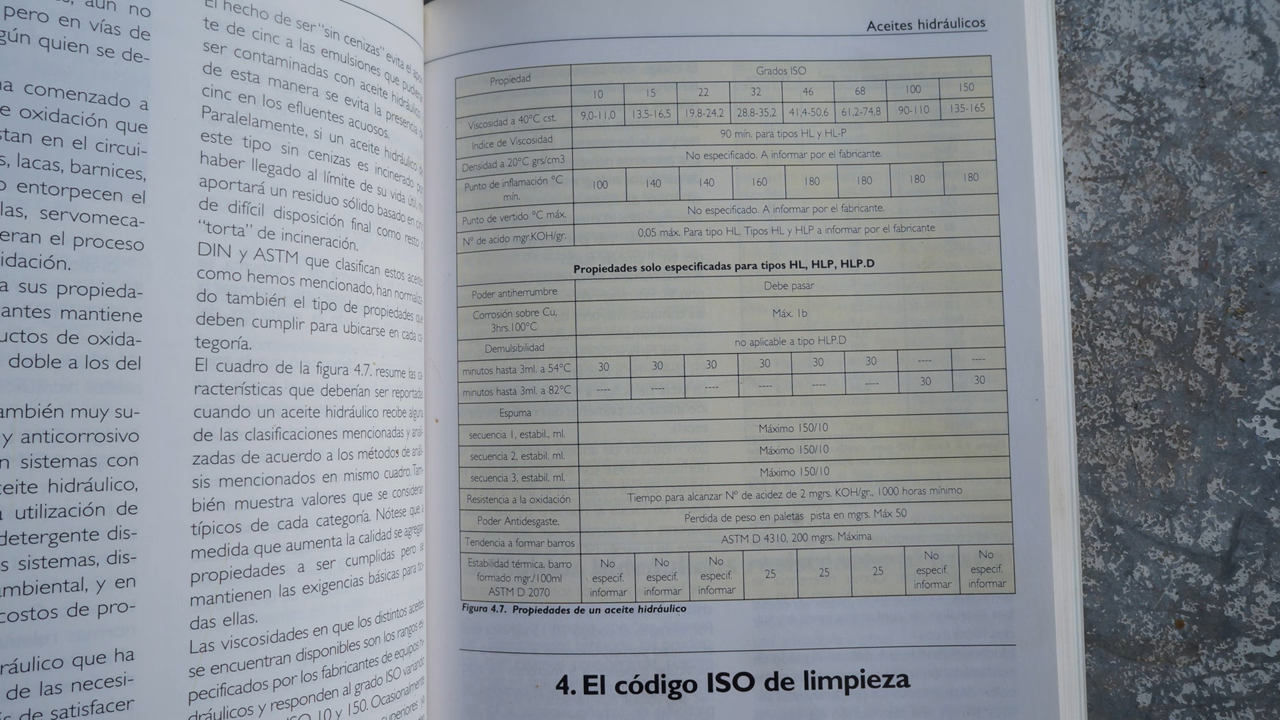 , aún no
pero en vías de
gún quien se de-
ha comenzado a
e oxidación que
stan en el circui-
s, lacas, barnices,
o entorpecen el
las, servomeca-
eran el proceso
idación.
a sus propieda-
antes mantiene
uctos de oxida-
doble a los del
ambién muy su-
y anticorrosivo
n sistemas con
ceite hidráulico,
a utilización de
detergente dis-
s sistemas, dis-
mbiental, y en
costos de pro-
ráulico que ha
de las necesi-
de satisfacer
El hecho de ser "sin cenizas" evita el
te de cinc a las emulsiones que
ser contaminadas con aceite
de esta manera se evita la presencia
cinc en los efluentes acuosos.
Paralelamente, si un aceite hidráulico
este tipo sin cenizas es incinerado
haber llegado al límite de su vida
aportará un residuo sólido basado en
de difícil disposición final como
"torta" de incineración.
DIN y ASTM que clasifican estos
como hemos mencionado, han
do también el tipo de propiedades
deben cumplir para ubicarse en cada
tegoría.
El cuadro de la figura 4.7. resume las
racterísticas que deberían ser
cuando un aceite hidráulico recibe
de las clasificaciones mencionadas y
zadas de acuerdo a los métodos de
sis mencionados en mismo cuadro.
bién muestra valores que se
típicos de cada categoría. Nótese
medida que aumenta la calidad se
propiedades a ser cumplidas pero
mantienen las exigencias básicas para
das ellas.
Las viscosidades en que los distintos
se encuentran disponibles son los
pecificados por los fabricantes de equipos
dráulicos y responden al grado ISO
ISO 10 y 150.
Aceites hidráulicos
Propiedad Grados ISO
10 15 22 32 46 68 100 150
Viscosidad a 40°C cst. 9,0-11,0 13,5-16,5 19,8-24,2 28,8-35,2 41,4-50,6 61,2-74,8 90-110 135-165
Índice de Viscosidad 90 mín. para tipos HL y HL-P
Densidad a 20°C grs/cm3 No especificado. A informar por el fabricante.
Punto de inflamación °C
mín. 100 140 140 160 180 180 180 180
Punto de vertido °C máx. No especificado. A informar por el fabricante.
N° de acido mgr.KOH/gr. 0,05 máx. Para tipo HL. Tipos HL y HLP a informar por el fabricante
Propiedades solo especificadas para tipos HL, HLP, HLP.D
Poder antiherrumbre Debe pasar
Corrosión sobre Cu,
3hrs.100°C Máx. 1b
Demulsibilidad no aplicable a tipo HLP.D
minutos hasta 3ml. a 54°C 30 30 30 30 30 30 ---- ----
minutos hasta 3ml. a 82°C ---- ---- ---- ---- ---- ---- 30 30
Espuma
secuencia 1, estabil., ml. Máximo 150/10
secuencia 2, estabil. ml. Máximo 150/10
secuencia 3, estabil. ml. Máximo 150/10
Resistencia a la oxidación Tiempo para alcanzar N° de acidez de 2 mgrs. KOH/gr., 1000 horas mínimo
Poder Antidesgaste. Perdida de peso en paletas pista en mgrs. Máx 50
Tendencia a formar barros ASTM D 4310, 200 mgrs. Máxima
Estabilidad térmica, barro
formado mgr./100ml
ASTM D 2070
No especif. informar No especif. informar No especif. informar 25 25 25 No especif. informar No especif. informar
Figura 4.7. Propiedades de un aceite hidráulico
4. El código ISO de limpieza